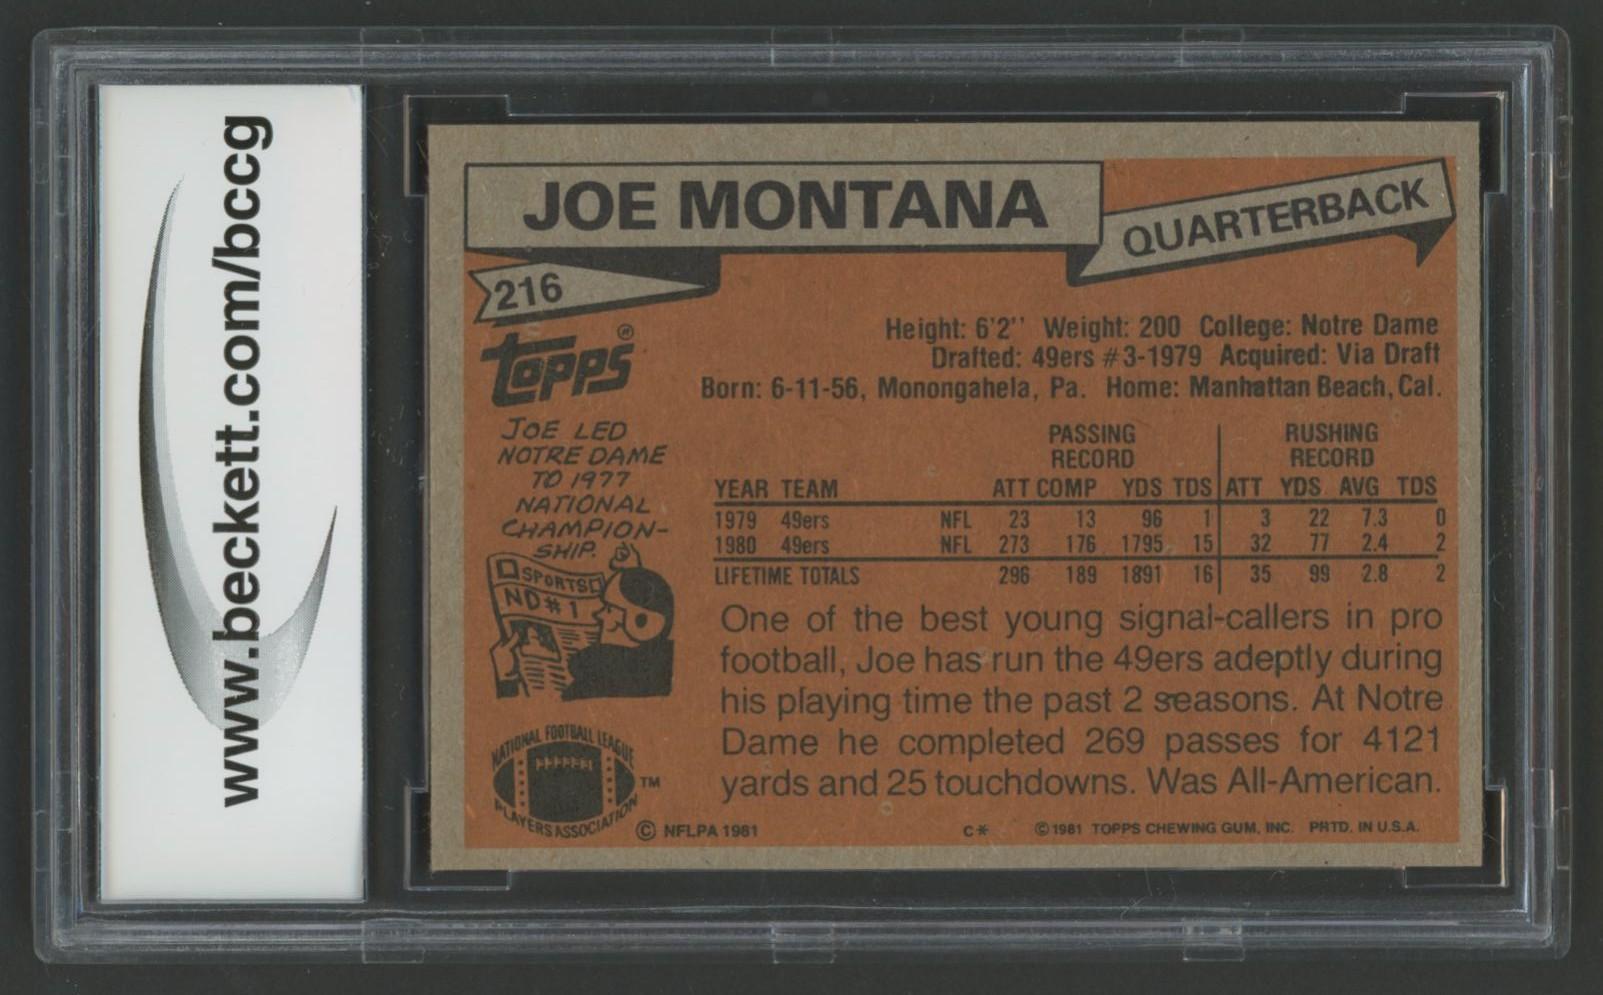 www.beckett.com/bccg
JOE MONTANA
QUARTERBACK
216
topps®
Height: 6'2'' Weight: 200 College: Notre Dame
Drafted: 49ers #3-1979 Acquired: Via Draft
Born: 6-11-56, Monongahela, Pa. Home: Manhattan Beach, Cal.
JOE LED
NOTRE DAME
TO 1977
NATIONAL
CHAMPION-
SHIP.
SPORTS
ND #1
PASSING RUSHING
RECORD RECORD
YEAR TEAM ATT COMP YDS TDS ATT YDS AVG TDS
1979 49ers NFL 23 13 96 1 3 22 7.3 0
1980 49ers NFL 273 176 1795 15 32 77 2.4 2
LIFETIME TOTALS 296 189 1891 16 35 99 2.8 2
One of the best young signal-callers in pro
football, Joe has run the 49ers adeptly during
his playing time the past 2 seasons. At Notre
Dame he completed 269 passes for 4121
yards and 25 touchdowns. Was All-American.
NATIONAL FOOTBALL LEAGUE
PLAYERS ASSOCIATION
TM
© NFLPA 1981 C* ©1981 TOPPS CHEWING GUM, INC. PRTD. IN U.S.A.